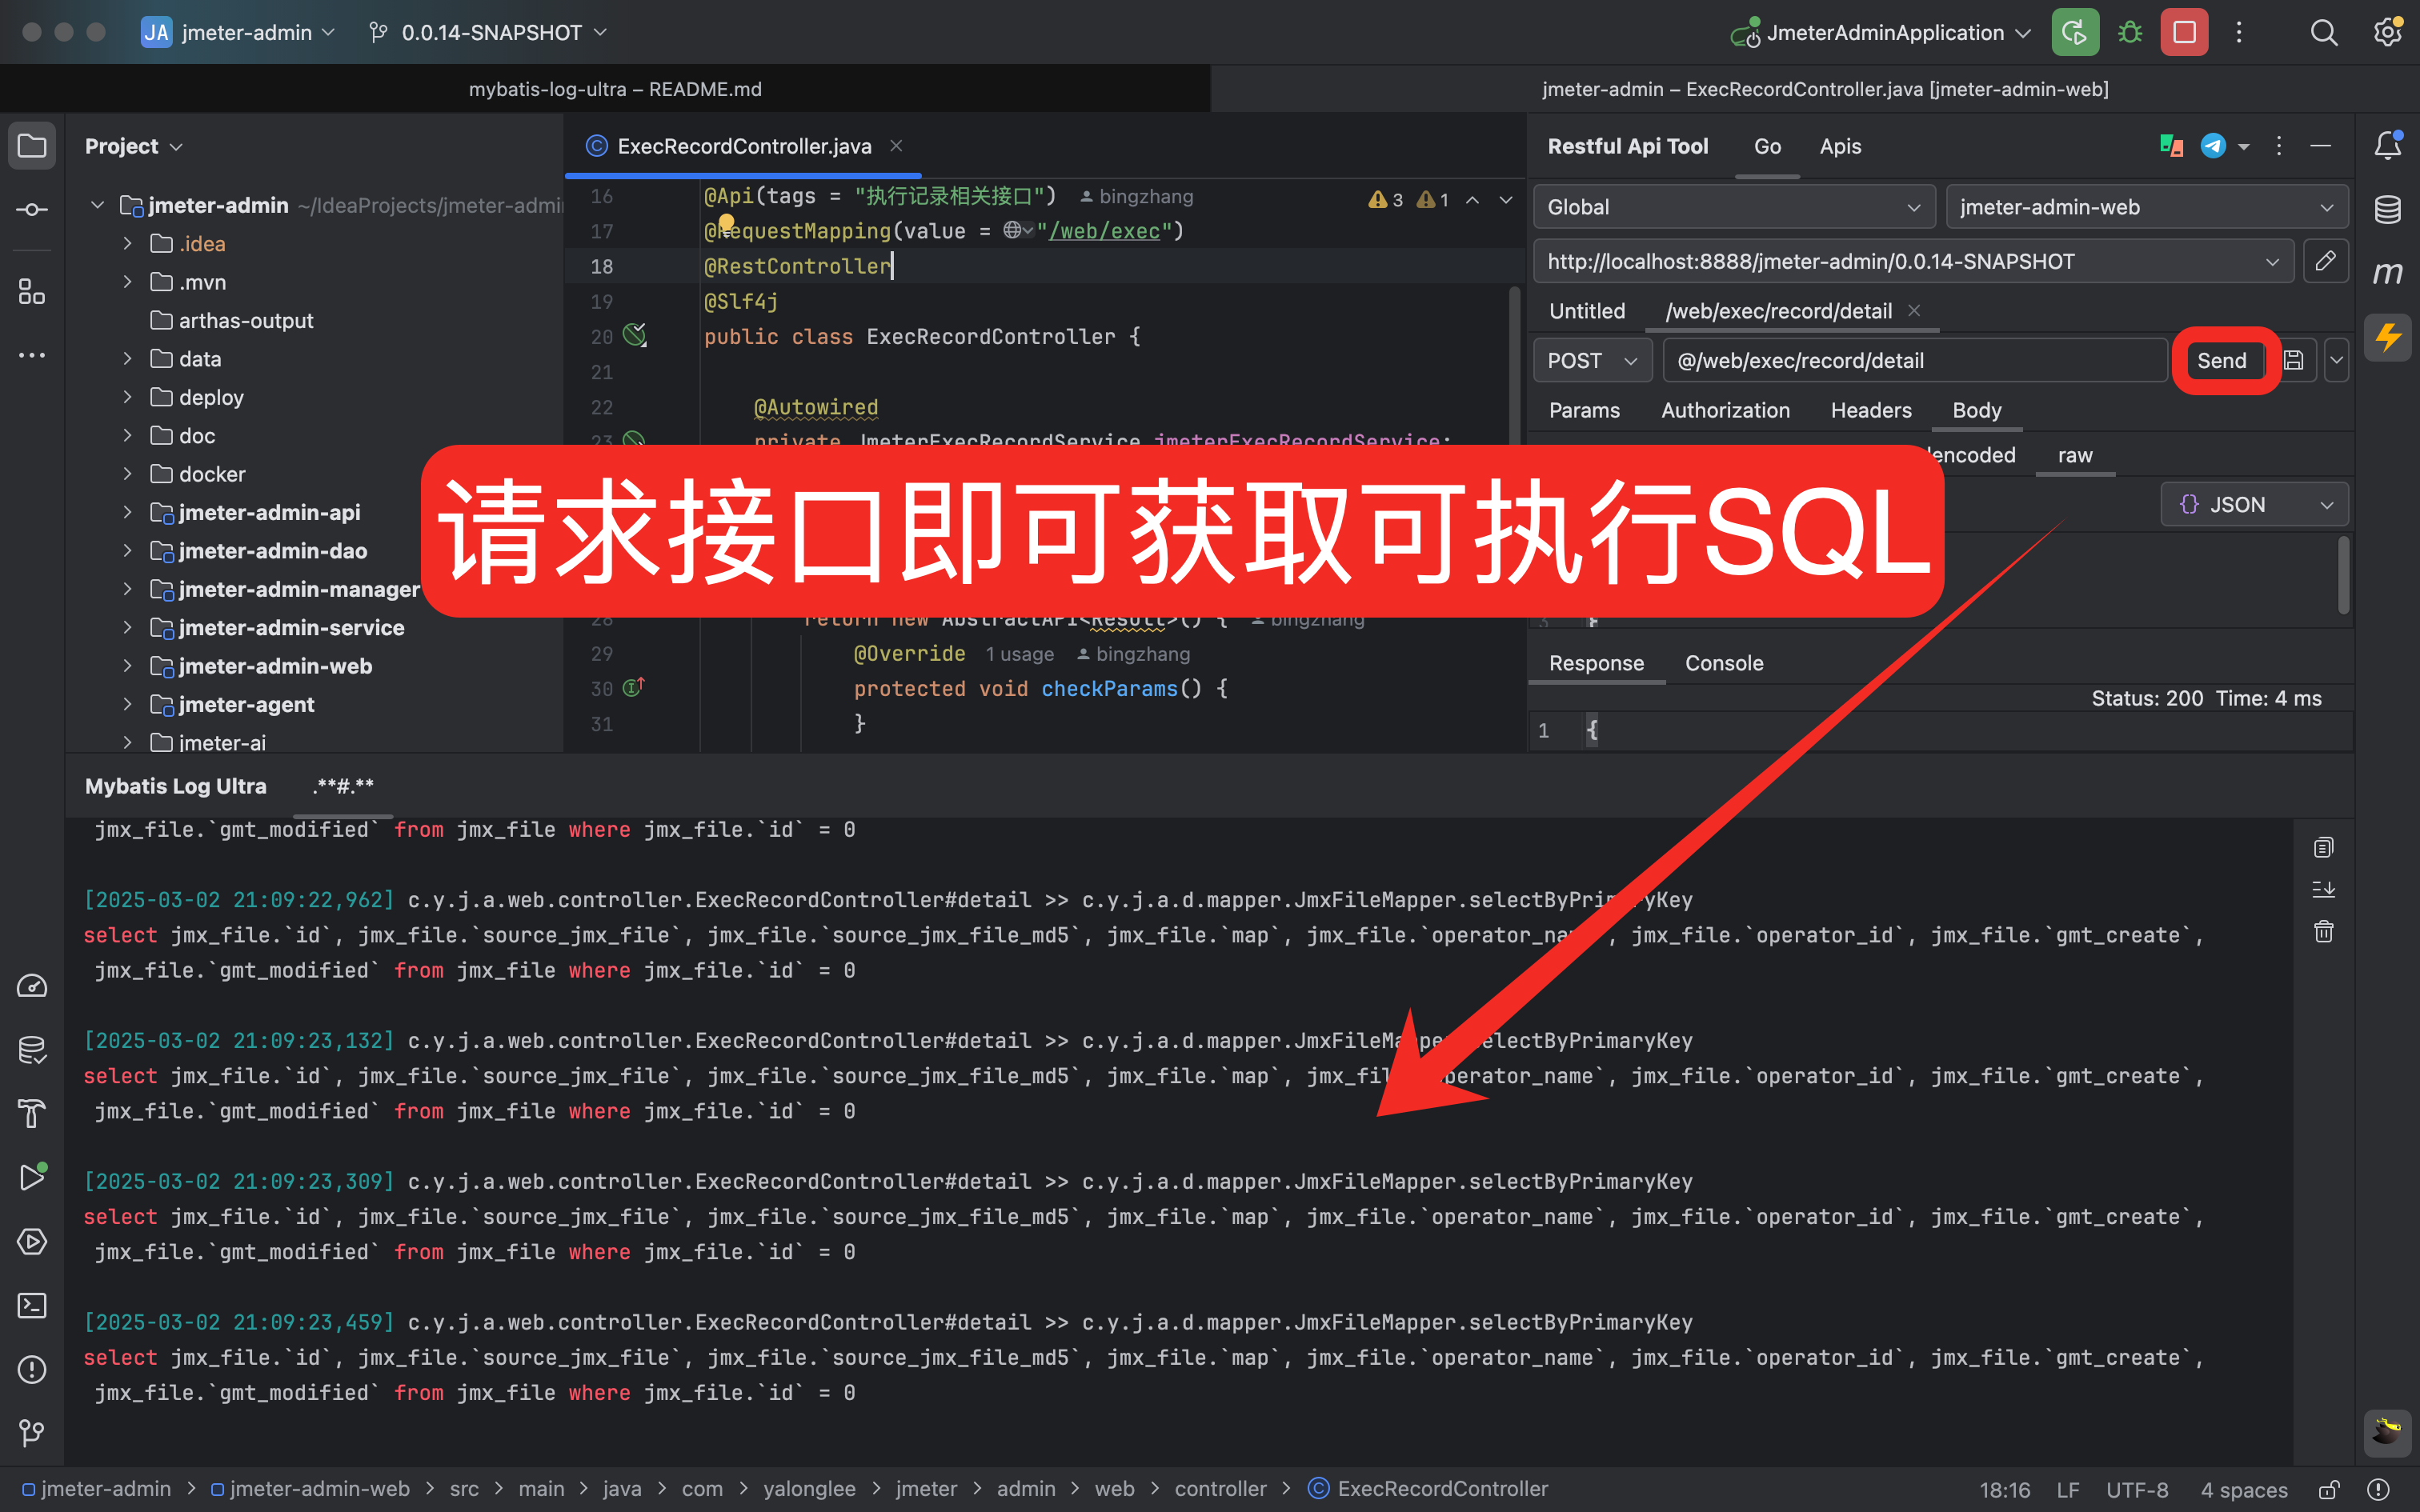 JA jmeter-admin 0.0.14-SNAPSHOT JmeterAdminApplication
mybatis-log-ultra – README.md jmeter-admin – ExecRecordController.java [jmeter-admin-web]
Project
jmeter-admin ~/IdeaProjects/jmeter-admi
.idea
.mvn
arthas-output
data
deploy
doc
docker
jmeter-admin-api
jmeter-admin-dao
jmeter-admin-manager
jmeter-admin-service
jmeter-admin-web
jmeter-agent
jmeter-ai
ExecRecordController.java
3 1
16 @Api(tags = "执行记录相关接口") bingzhang
17 @RequestMapping(value = "/web/exec")
18 @RestController
19 @Slf4j
20 public class ExecRecordController {
21
22 @Autowired
23 private JmeterExecRecordService jmeterExecRecordService;
请求接口即可获取可执行SQL
28 return new AbstractAPI<Result>() { bingzhang
29 @Override 1 usage bingzhang
30 protected void checkParams() {
31 }
Restful Api Tool Go Apis
Global jmeter-admin-web
http://localhost:8888/jmeter-admin/0.0.14-SNAPSHOT
Untitled /web/exec/record/detail
POST @/web/exec/record/detail Send
Params Authorization Headers Body
encoded raw
{} JSON
3 }
Response Console
Status: 200 Time: 4 ms
1 {
Mybatis Log Ultra .**#.**
jmx_file.`gmt_modified` from jmx_file where jmx_file.`id` = 0
[2025-03-02 21:09:22,962] c.y.j.a.web.controller.ExecRecordController#detail >> c.y.j.a.d.mapper.JmxFileMapper.selectByPrimaryKey
select jmx_file.`id`, jmx_file.`source_jmx_file`, jmx_file.`source_jmx_file_md5`, jmx_file.`map`, jmx_file.`operator_name`, jmx_file.`operator_id`, jmx_file.`gmt_create`,
jmx_file.`gmt_modified` from jmx_file where jmx_file.`id` = 0
[2025-03-02 21:09:23,132] c.y.j.a.web.controller.ExecRecordController#detail >> c.y.j.a.d.mapper.JmxFileMapper.selectByPrimaryKey
select jmx_file.`id`, jmx_file.`source_jmx_file`, jmx_file.`source_jmx_file_md5`, jmx_file.`map`, jmx_file.`operator_name`, jmx_file.`operator_id`, jmx_file.`gmt_create`,
jmx_file.`gmt_modified` from jmx_file where jmx_file.`id` = 0
[2025-03-02 21:09:23,309] c.y.j.a.web.controller.ExecRecordController#detail >> c.y.j.a.d.mapper.JmxFileMapper.selectByPrimaryKey
select jmx_file.`id`, jmx_file.`source_jmx_file`, jmx_file.`source_jmx_file_md5`, jmx_file.`map`, jmx_file.`operator_name`, jmx_file.`operator_id`, jmx_file.`gmt_create`,
jmx_file.`gmt_modified` from jmx_file where jmx_file.`id` = 0
[2025-03-02 21:09:23,459] c.y.j.a.web.controller.ExecRecordController#detail >> c.y.j.a.d.mapper.JmxFileMapper.selectByPrimaryKey
select jmx_file.`id`, jmx_file.`source_jmx_file`, jmx_file.`source_jmx_file_md5`, jmx_file.`map`, jmx_file.`operator_name`, jmx_file.`operator_id`, jmx_file.`gmt_create`,
jmx_file.`gmt_modified` from jmx_file where jmx_file.`id` = 0
jmeter-admin > jmeter-admin-web > src > main > java > com > yalonglee > jmeter > admin > web > controller > ExecRecordController 18:16 LF UTF-8 4 spaces